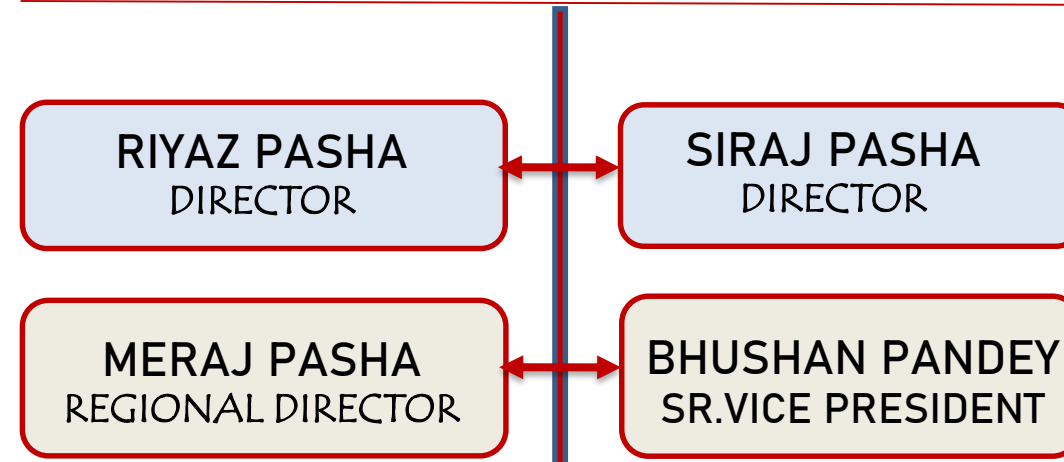 RIYAZ PASHA
DIRECTOR
SIRAJ PASHA
DIRECTOR
MERAJ PASHA
REGIONAL DIRECTOR
BHUSHAN PANDEY
SR.VICE PRESIDENT